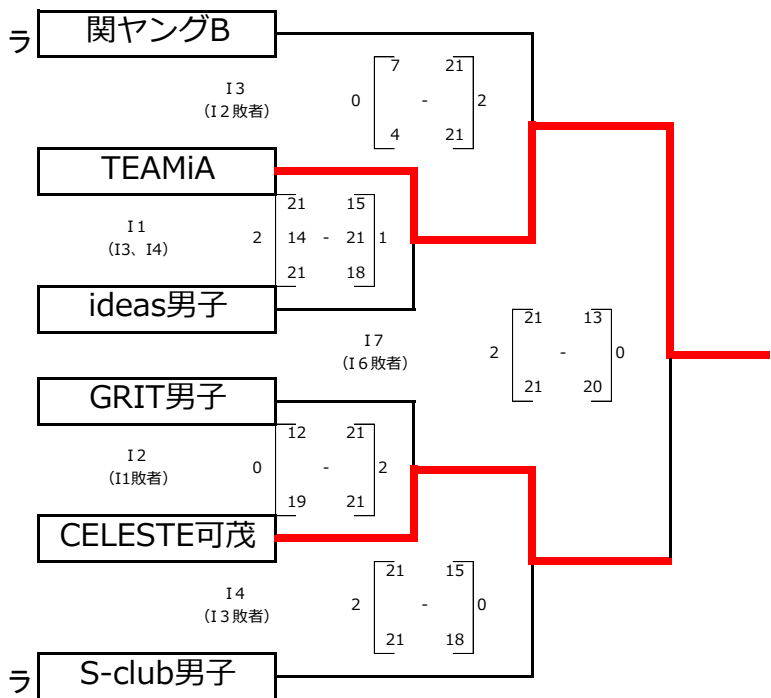 ラ 関ヤングB
7 21
I3
(I2敗者)
0 - 2
4 21
TEAMiA
21 15
I1
(I3、I4)
2 14 - 21 1
21 18
ideas男子
21 13
I7
(I6敗者)
2 - 0
21 20
GRIT男子
12 21
I2
(I1敗者)
0 - 2
19 21
CELESTE可茂
21 15
I4
(I3敗者)
2 - 0
21 18
ラ S-club男子